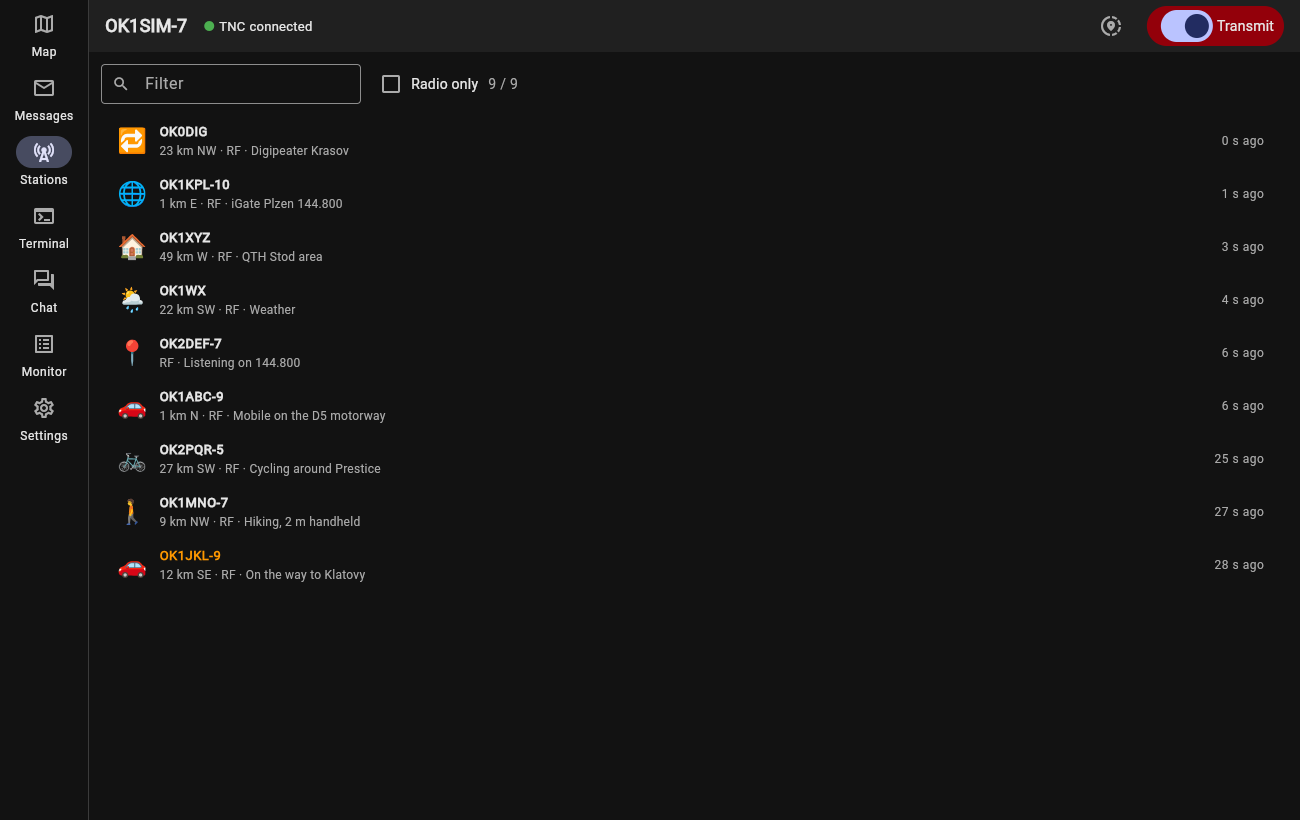 OK1SIM-7
TNC connected
Transmit
Map
Messages
Stations
Terminal
Chat
Monitor
Settings
Filter
Radio only
9 / 9
OK0DIG
23 km NW · RF · Digipeater Krasov
0 s ago
OK1KPL-10
1 km E · RF · iGate Plzen 144.800
1 s ago
OK1XYZ
49 km W · RF · QTH Stod area
3 s ago
OK1WX
22 km SW · RF · Weather
4 s ago
OK2DEF-7
RF · Listening on 144.800
6 s ago
OK1ABC-9
1 km N · RF · Mobile on the D5 motorway
6 s ago
OK2PQR-5
27 km SW · RF · Cycling around Prestice
25 s ago
OK1MNO-7
9 km NW · RF · Hiking, 2 m handheld
27 s ago
OK1JKL-9
12 km SE · RF · On the way to Klatovy
28 s ago